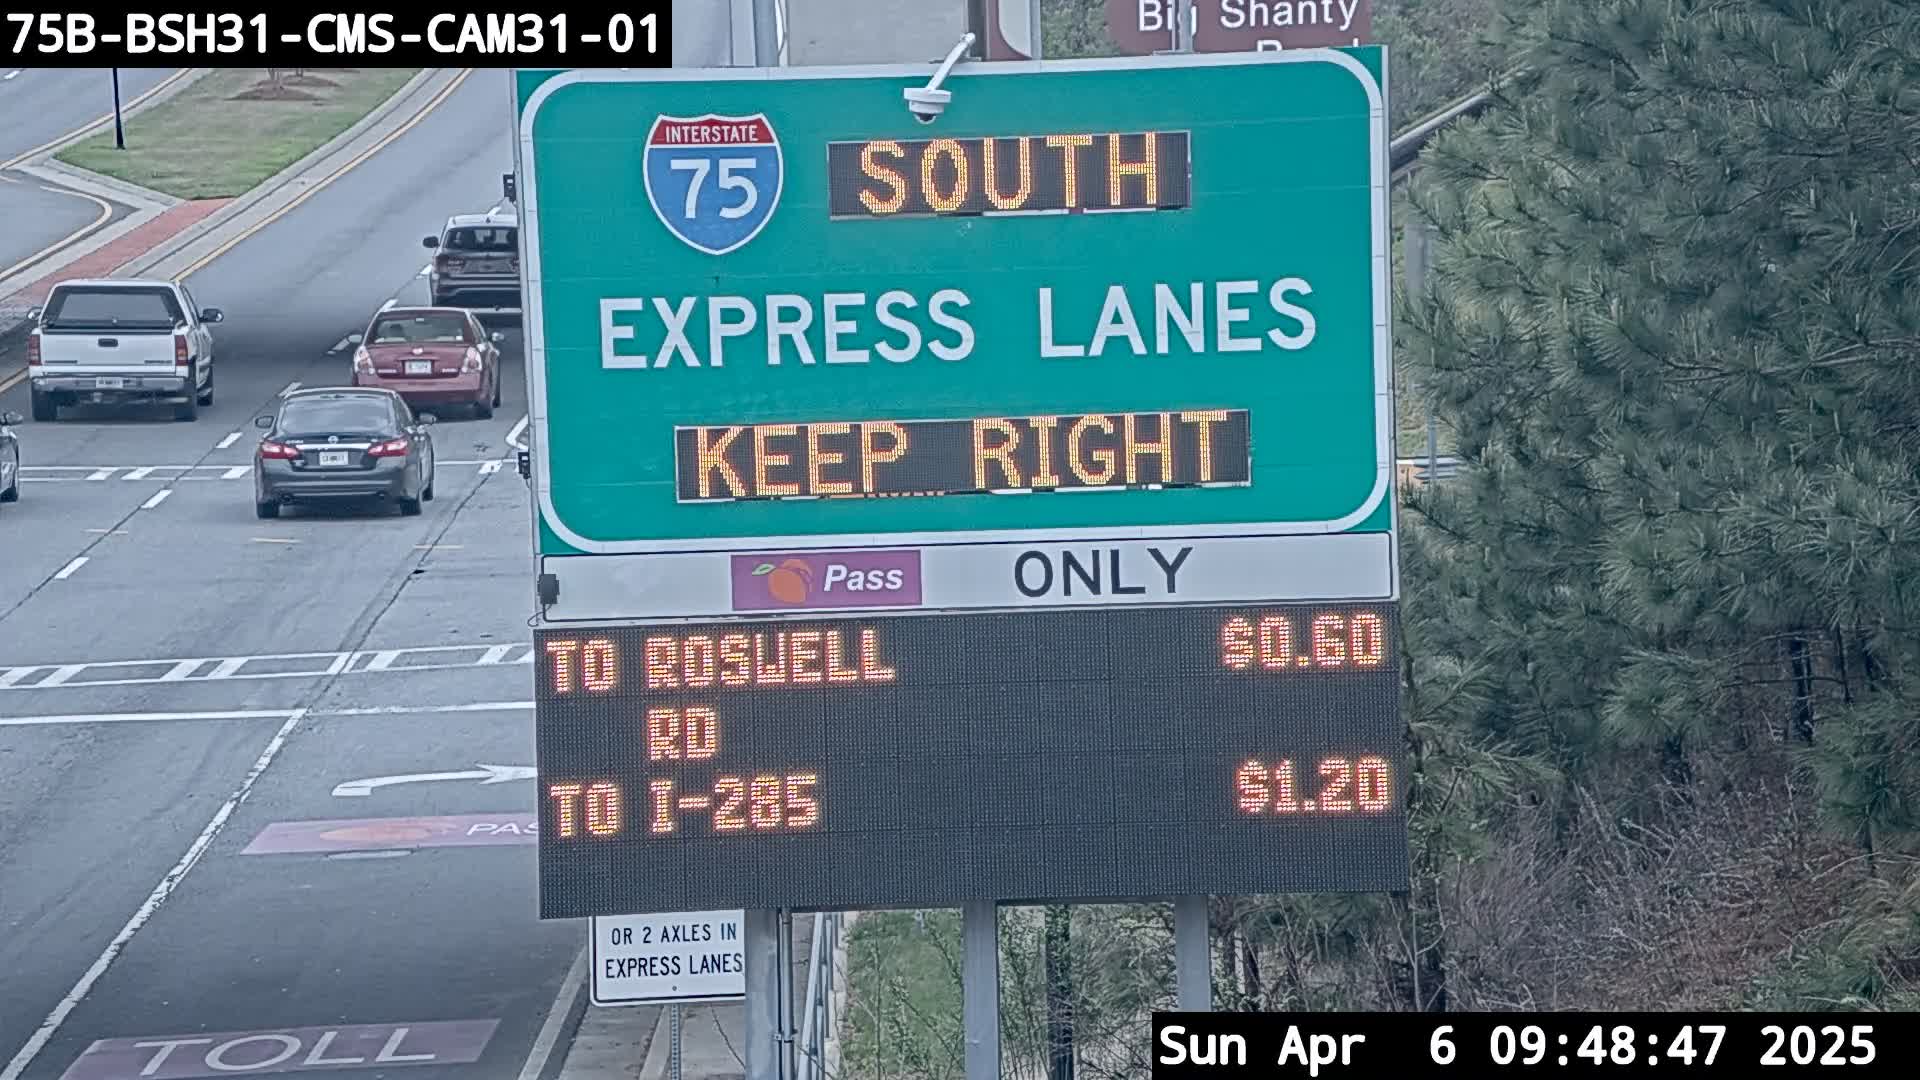 75B-BSH31-CMS-CAM31-01
Big Shanty
INTERSTATE
75
SOUTH
EXPRESS LANES
KEEP RIGHT
Pass ONLY
TO ROSWELL $0.60
RD
TO I-285 $1.20
OR 2 AXLES IN
EXPRESS LANES
TOLL
Sun Apr 6 09:48:47 2025